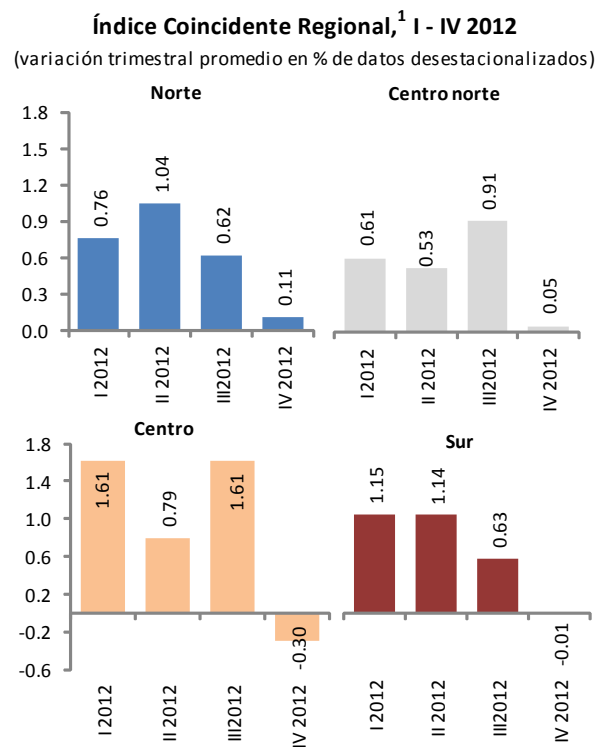 Índice Coincidente Regional,1 I - IV 2012
(variación trimestral promedio en % de datos desestacionalizados)
Norte
1.8
1.5
1.2
0.9
0.6
0.3
0.0
0.76
1.04
0.62
0.11
I 2012
II 2012
III2012
IV 2012
Centro norte
0.61
0.53
0.91
0.05
I 2012
II 2012
III2012
IV 2012
Centro
1.8
1.4
1.0
0.6
0.2
-0.2
-0.6
1.61
0.79
1.61
-0.30
I 2012
II 2012
III 2012
IV 2012
Sur
1.15
1.14
0.63
-0.01
I 2012
II 2012
III 2012
IV 2012